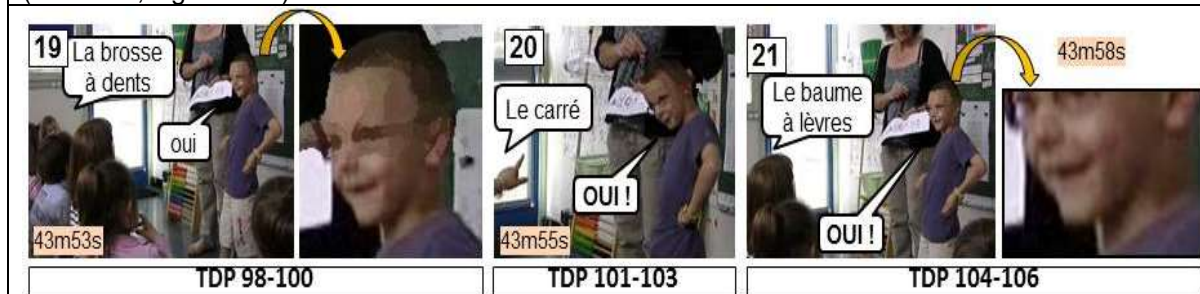 19
La brosse
à dents
oui
43m53s
TDP 98-100
20
Le carré
OUI !
43m55s
TDP 101-103
21
Le baume
à lèvres
OUI !
43m58s
TDP 104-106